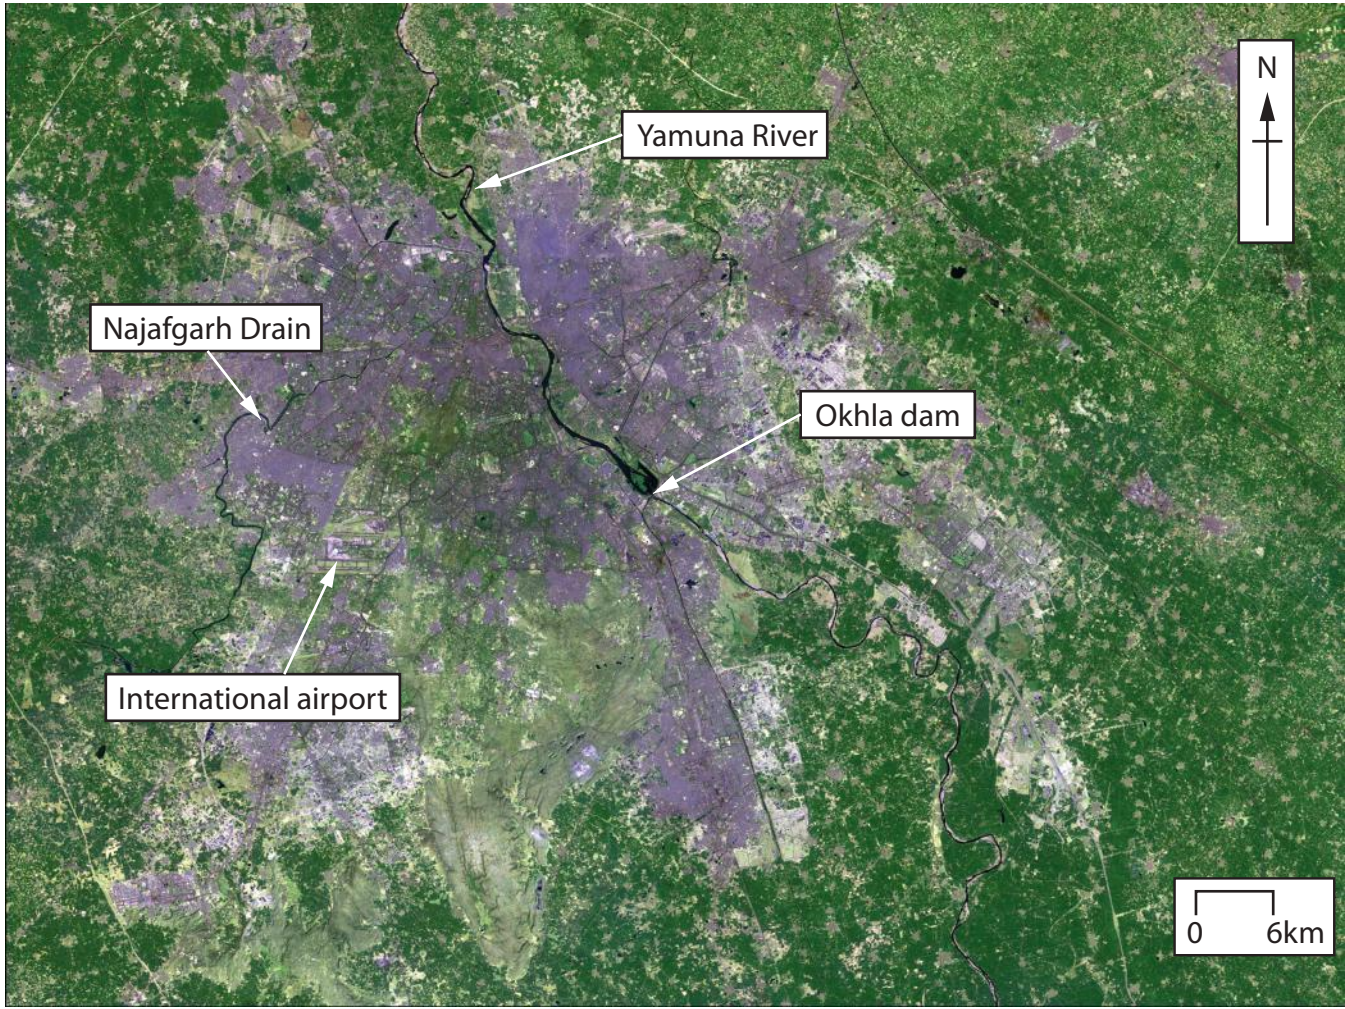 N
Yamuna River
Najafgarh Drain
Okhla dam
International airport
0 6km